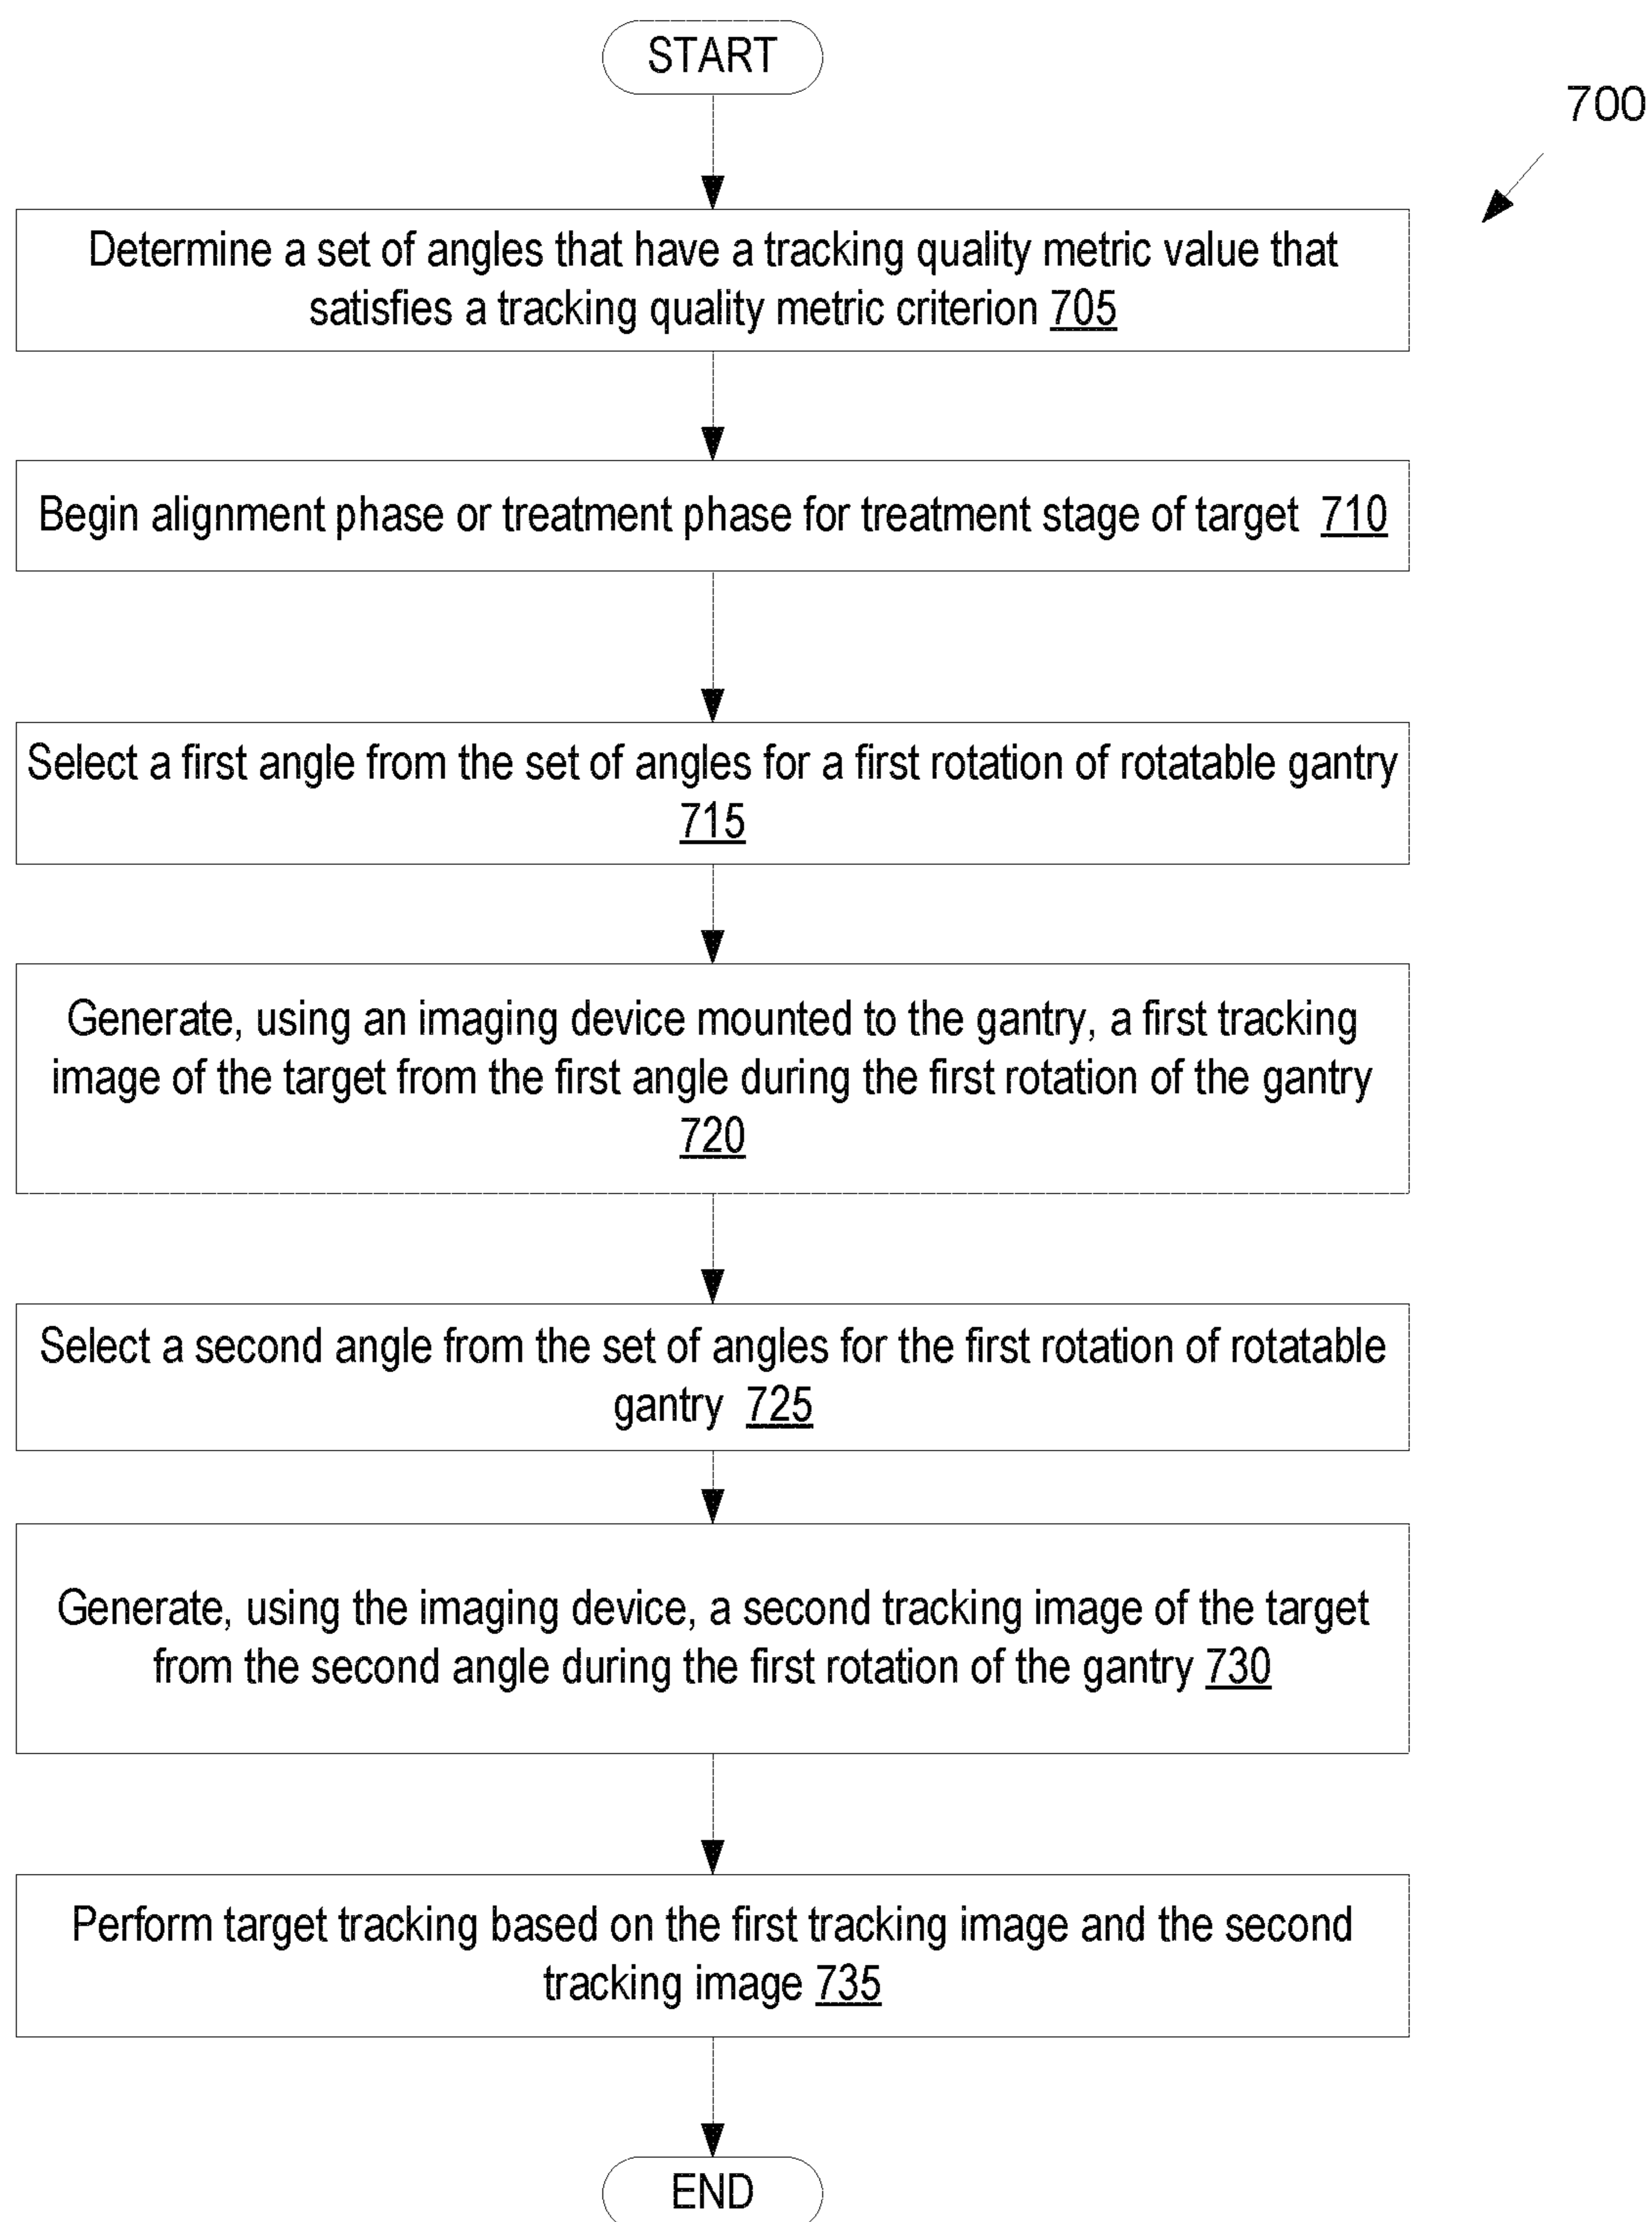 START
700
Determine a set of angles that have a tracking quality metric value that
satisfies a tracking quality metric criterion 705
Begin alignment phase or treatment phase for treatment stage of target 710
Select a first angle from the set of angles for a first rotation of rotatable gantry
715
Generate, using an imaging device mounted to the gantry, a first tracking
image of the target from the first angle during the first rotation of the gantry
720
Select a second angle from the set of angles for the first rotation of rotatable
gantry 725
Generate, using the imaging device, a second tracking image of the target
from the second angle during the first rotation of the gantry 730
Perform target tracking based on the first tracking image and the second
tracking image 735
END